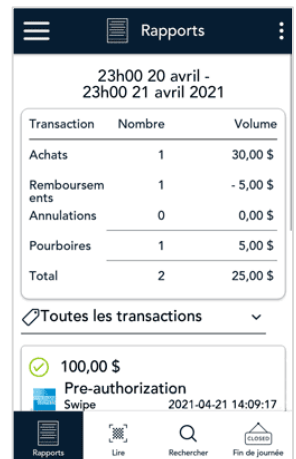 Rapports
23h00 20 avril -
23h00 21 avril 2021
Transaction Nombre Volume
Achats 1 30,00 $
Remboursem
ents 1 - 5,00 $
Annulations 0 0,00 $
Pourboires 1 5,00 $
Total 2 25,00 $
Toutes les transactions
100,00 $
Pre-authorization
Swipe 2021-04-21 14:09:17
CLOSED
Rapports Lire Rechercher Fin de journée